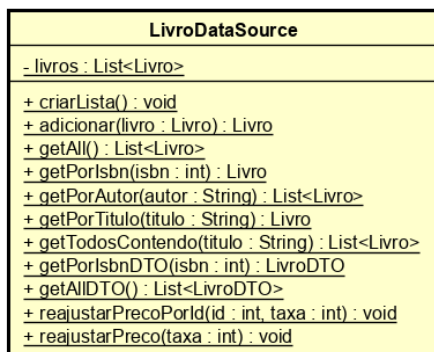 LivroDataSource
- livros : List<Livro>
+ criarLista() : void
+ adicionar(livro : Livro) : Livro
+ getAll() : List<Livro>
+ getPorIsbn(isbn : int) : Livro
+ getPorAutor(autor : String) : List<Livro>
+ getPorTitulo(titulo : String) : Livro
+ getTodosContendo(titulo : String) : List<Livro>
+ getPorIsbnDTO(isbn : int) : LivroDTO
+ getAllDTO() : List<LivroDTO>
+ reajustarPrecoPorId(id : int, taxa : int) : void
+ reajustarPreco(taxa : int) : void